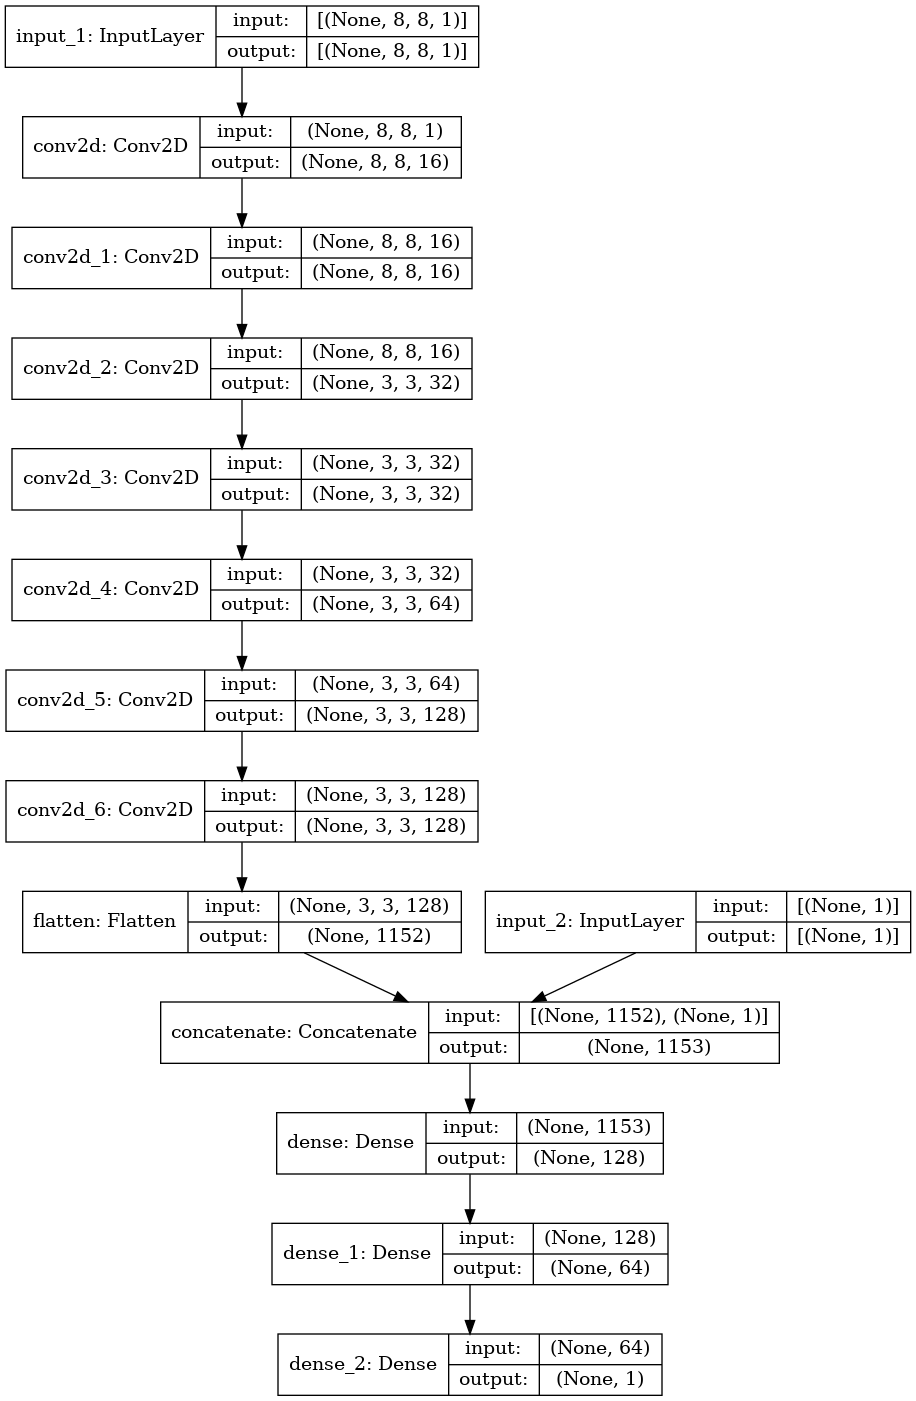 input_1: InputLayer
input: [(None, 8, 8, 1)]
output: [(None, 8, 8, 1)]
conv2d: Conv2D
input: (None, 8, 8, 1)
output: (None, 8, 8, 16)
conv2d_1: Conv2D
input: (None, 8, 8, 16)
output: (None, 8, 8, 16)
conv2d_2: Conv2D
input: (None, 8, 8, 16)
output: (None, 3, 3, 32)
conv2d_3: Conv2D
input: (None, 3, 3, 32)
output: (None, 3, 3, 32)
conv2d_4: Conv2D
input: (None, 3, 3, 32)
output: (None, 3, 3, 64)
conv2d_5: Conv2D
input: (None, 3, 3, 64)
output: (None, 3, 3, 128)
conv2d_6: Conv2D
input: (None, 3, 3, 128)
output: (None, 3, 3, 128)
flatten: Flatten
input: (None, 3, 3, 128)
output: (None, 1152)
input_2: InputLayer
input: [(None, 1)]
output: [(None, 1)]
concatenate: Concatenate
input: [(None, 1152), (None, 1)]
output: (None, 1153)
dense: Dense
input: (None, 1153)
output: (None, 128)
dense_1: Dense
input: (None, 128)
output: (None, 64)
dense_2: Dense
input: (None, 64)
output: (None, 1)